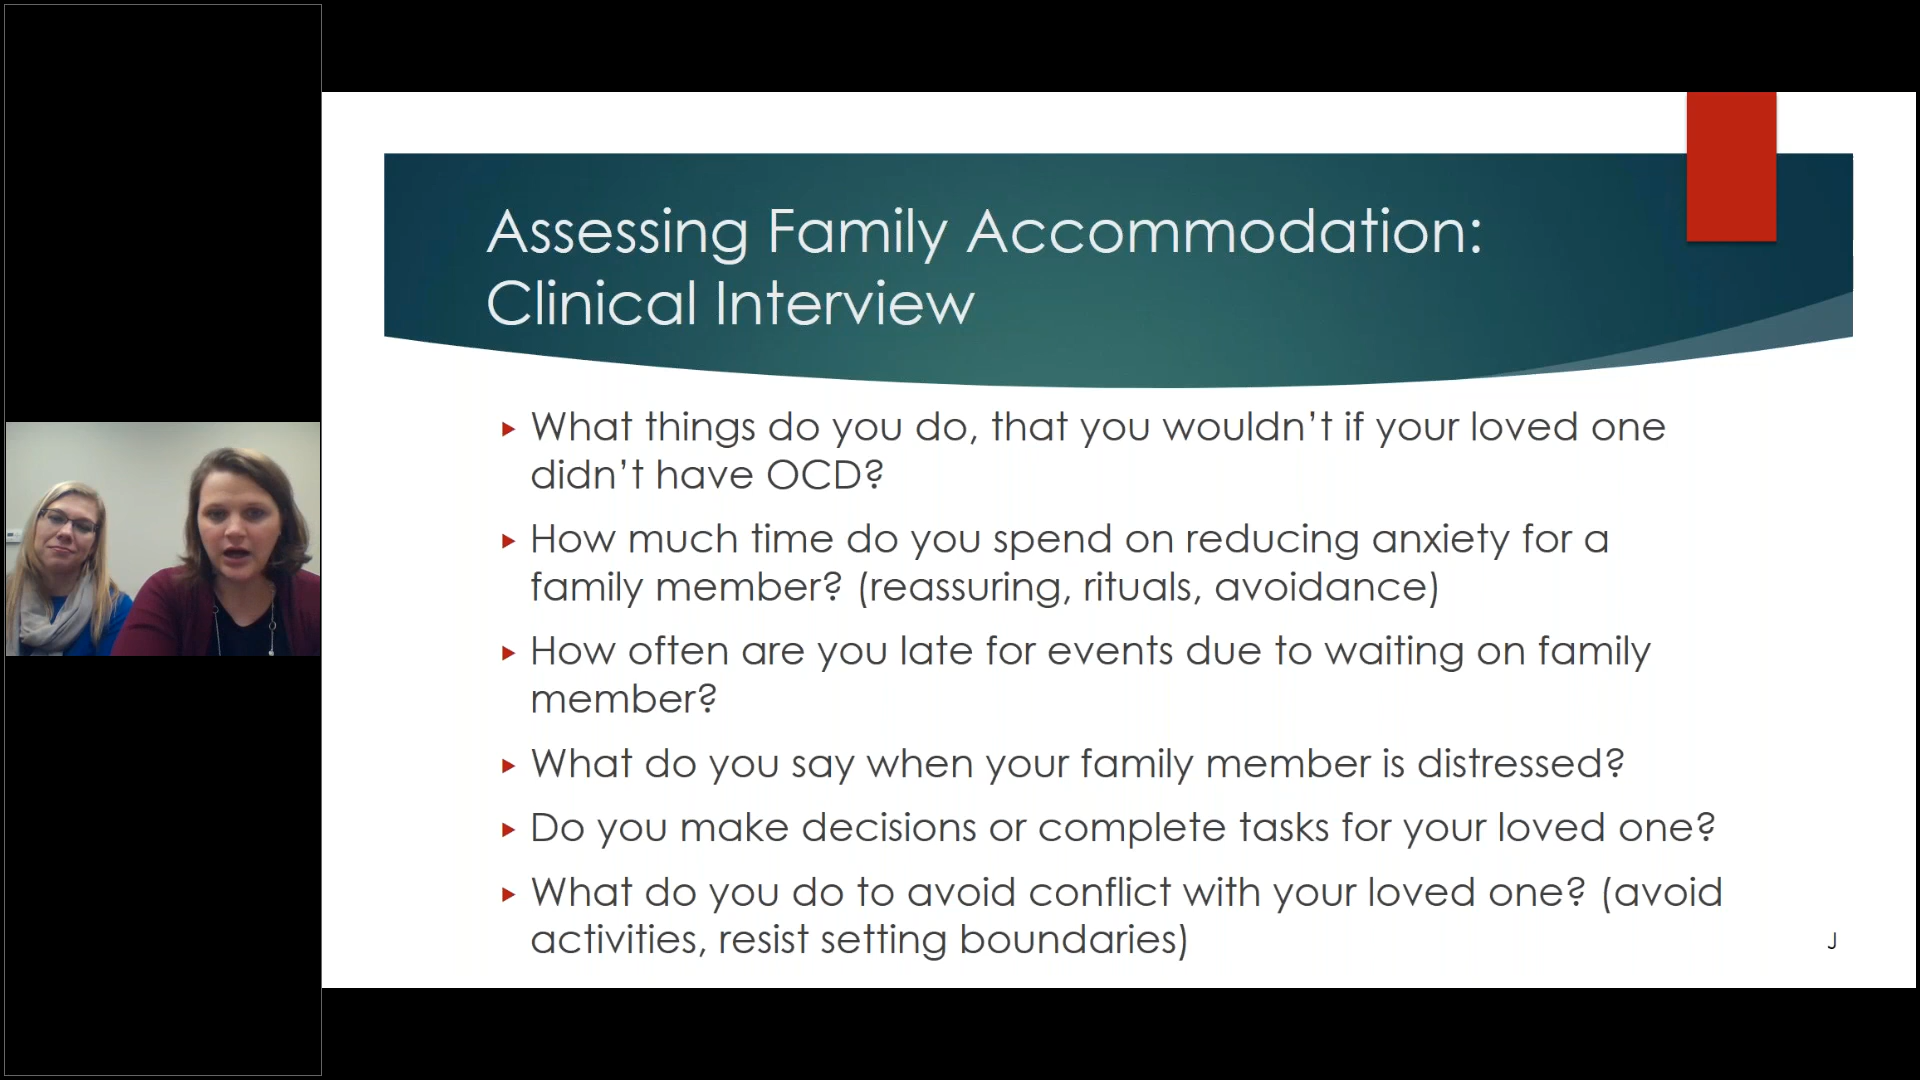 Assessing Family Accommodation:
Clinical Interview
What things do you do, that you wouldn’t if your loved one
didn’t have OCD?
How much time do you spend on reducing anxiety for a
family member? (reassuring, rituals, avoidance)
How often are you late for events due to waiting on family
member?
What do you say when your family member is distressed?
Do you make decisions or complete tasks for your loved one?
What do you do to avoid conflict with your loved one? (avoid
activities, resist setting boundaries)
J